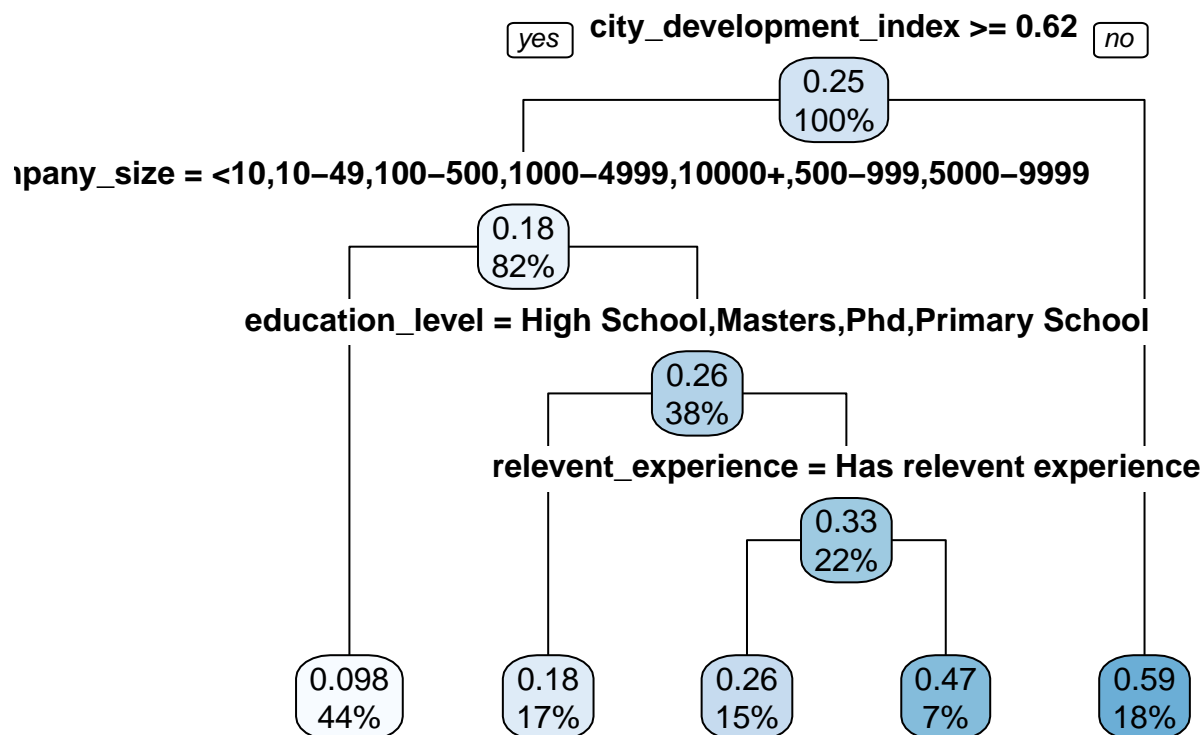 yes city_development_index >= 0.62 no
0.25
100%
mpany_size = <10,10−49,100−500,1000−4999,10000+,500−999,5000−9999
0.18
82%
education_level = High School,Masters,Phd,Primary School
0.26
38%
relevent_experience = Has relevent experience
0.33
22%
0.098 0.18 0.26 0.47 0.59
44% 17% 15% 7% 18%